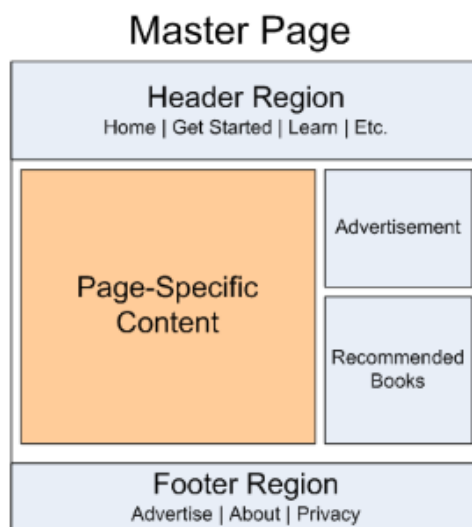 Master Page
Header Region
Home | Get Started | Learn | Etc.
Page-Specific
Content
Advertisement
Recommended
Books
Footer Region
Advertise | About | Privacy